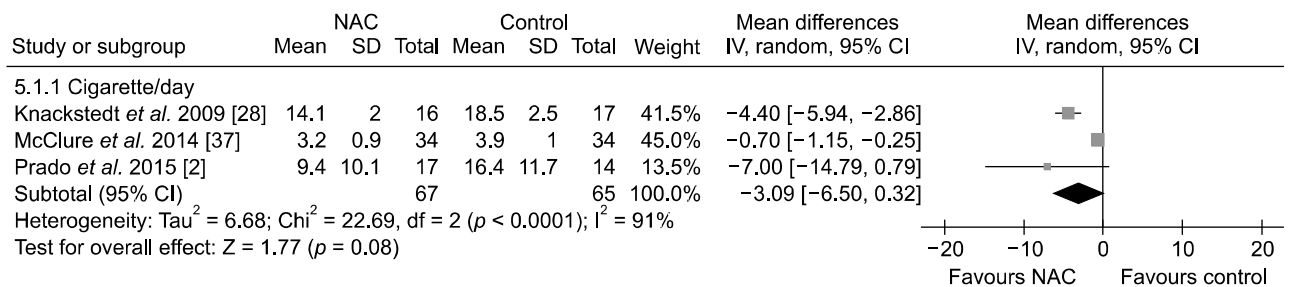 NAC Control Mean differences Mean differences
Study or subgroup Mean SD Total Mean SD Total Weight IV, random, 95% CI IV, random, 95% CI
5.1.1 Cigarette/day
Knackstedt et al. 2009 [28] 14.1 2 16 18.5 2.5 17 41.5% −4.40 [−5.94, −2.86]
McClure et al. 2014 [37] 3.2 0.9 34 3.9 1 34 45.0% −0.70 [−1.15, −0.25]
Prado et al. 2015 [2] 9.4 10.1 17 16.4 11.7 14 13.5% −7.00 [−14.79, 0.79]
Subtotal (95% CI) 67 65 100.0% −3.09 [−6.50, 0.32]
Heterogeneity: Tau² = 6.68; Chi² = 22.69, df = 2 (p < 0.0001); I² = 91%
Test for overall effect: Z = 1.77 (p = 0.08)
−20 −10 0 10 20
Favours NAC Favours control